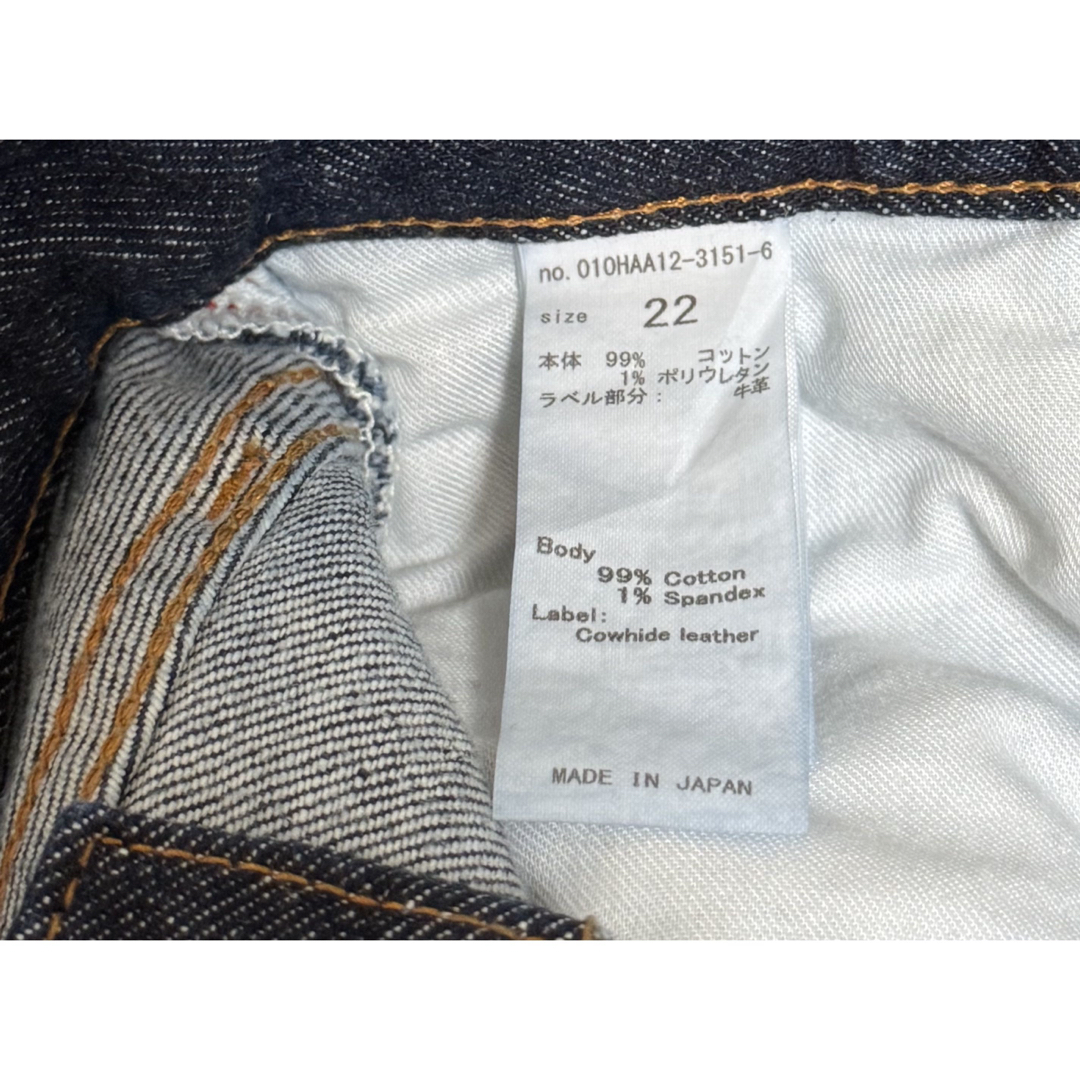 no. 010HAA12-3151-6
size 22
本体 99% コットン
1% ポリウレタン
ラベル部分: 牛革
Body
99% Cotton
1% Spandex
Label:
Cowhide leather
MADE IN JAPAN